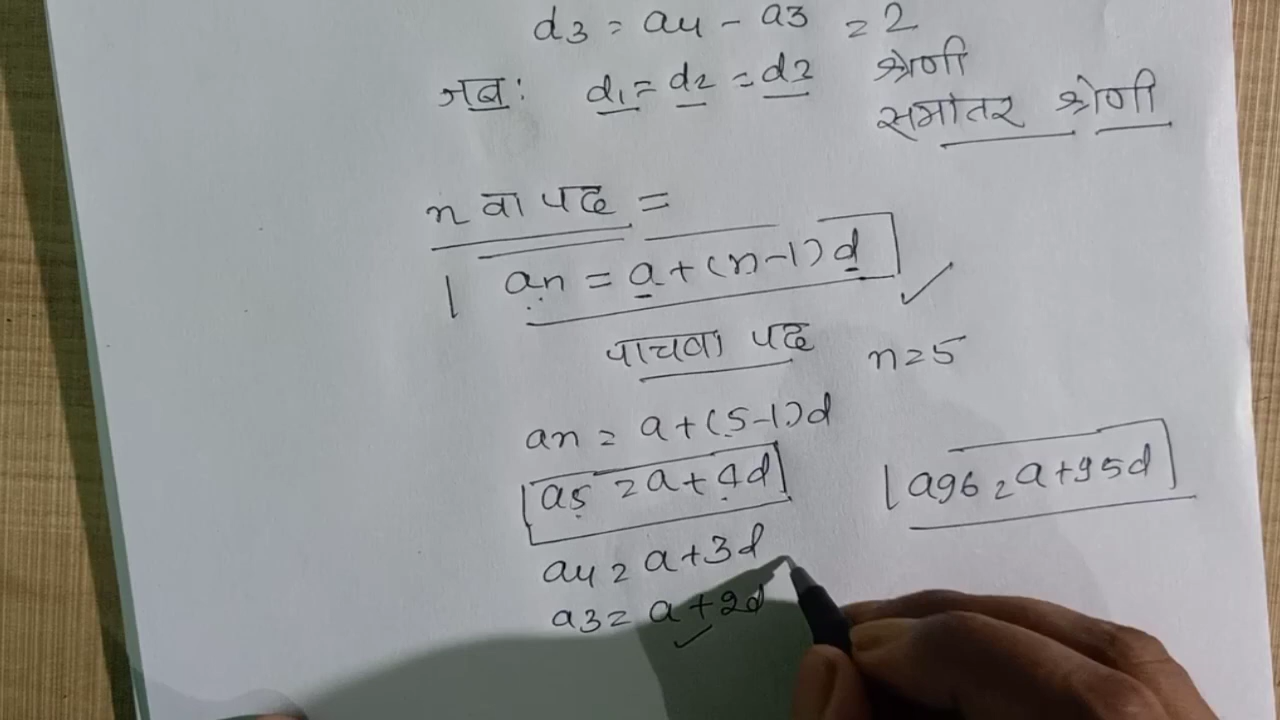 d3 = a4 - a3 = 2
जब: d1 = d2 = d3 श्रेणी
समांतर श्रेणी
n वा पद =
an = a + (n-1)d
पाचवा पद n=5
an = a + (5-1)d
a5 = a + 4d a96 = a + 95d
a4 = a + 3d
a3 = a + 2d